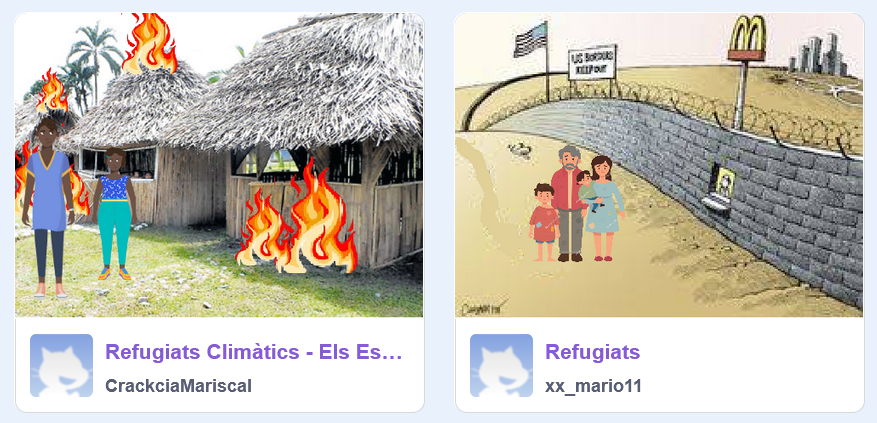 US BORDERS
KEEP OUT
Refugiats Climàtics - Els Es...
CrackciaMariscal
Refugiats
xx_mario11